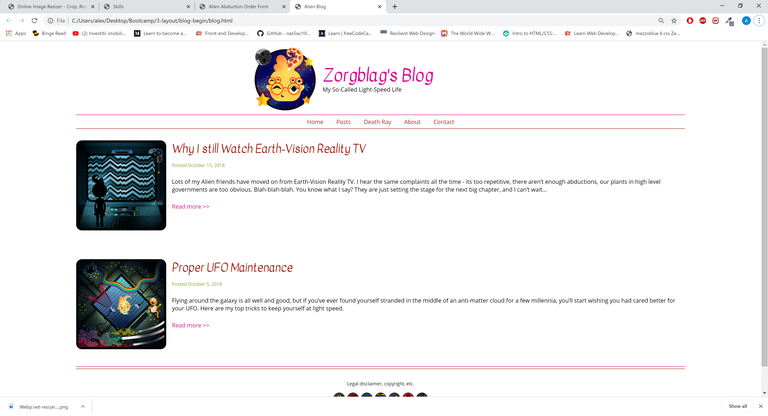 Online Image Resizer - Crop, R
Skills
Alien Abduction Order Form
Alien Blog
File
C:/Users/alex/Desktop/Bootcamp/3-layout/blog-begin/blog.html
Apps
Binge Read
(2) Investiti imobili...
Learn to become a...
Front-end Develop...
GitHub - nas5w/10...
Learn | freeCodeCa...
Resilient Web Design
The World Wide W...
Intro to HTML/CSS:...
Learn Web Develop...
mezzoblue § css Ze...
Zorgblag's Blog
My So-Called Light-Speed Life
Home Posts Death Ray About Contact
Why I still Watch Earth-Vision Reality TV
Posted October 15, 2018
Lots of my Alien friends have moved on from Earth-Vision Reality TV. I hear the same complaints all the time - its too repetitive, there aren't enough abductions, our plants in high level
governments are too obvious. Blah-blah-blah. You know what I say? They are just setting the stage for the next big chapter, and I can't wait...
Read more >>
Proper UFO Maintenance
Posted October 5, 2018
Flying around the galaxy is all well and good, but if you've ever found yourself stranded in the middle of an anti-matter cloud for a few millennia, you'll start wishing you had cared better for
your UFO. Here are my top tricks to keep yourself at light speed.
Read more >>
Legal disclaimer, copyright, etc.
Webp.net-resizei....png
Show all